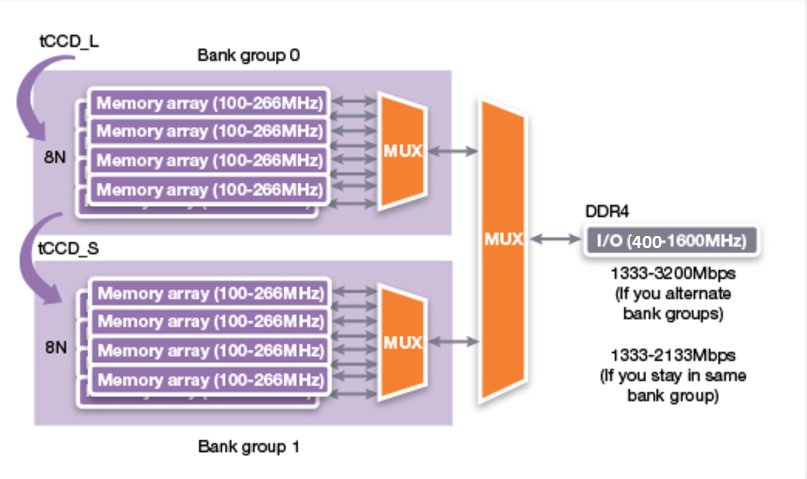 tCCD_L
Bank group 0
Memory array (100-266MHz)
Memory array (100-266MHz)
8N
Memory array (100-266MHz)
Memory array (100-266MHz)
MUX
tCCD_S
MUX
DDR4
I/O (400-1600MHz)
1333-3200Mbps
(If you alternate
bank groups)
Memory array (100-266MHz)
Memory array (100-266MHz)
8N
Memory array (100-266MHz)
Memory array (100-266MHz)
MUX
1333-2133Mbps
(If you stay in same
bank group)
Bank group 1